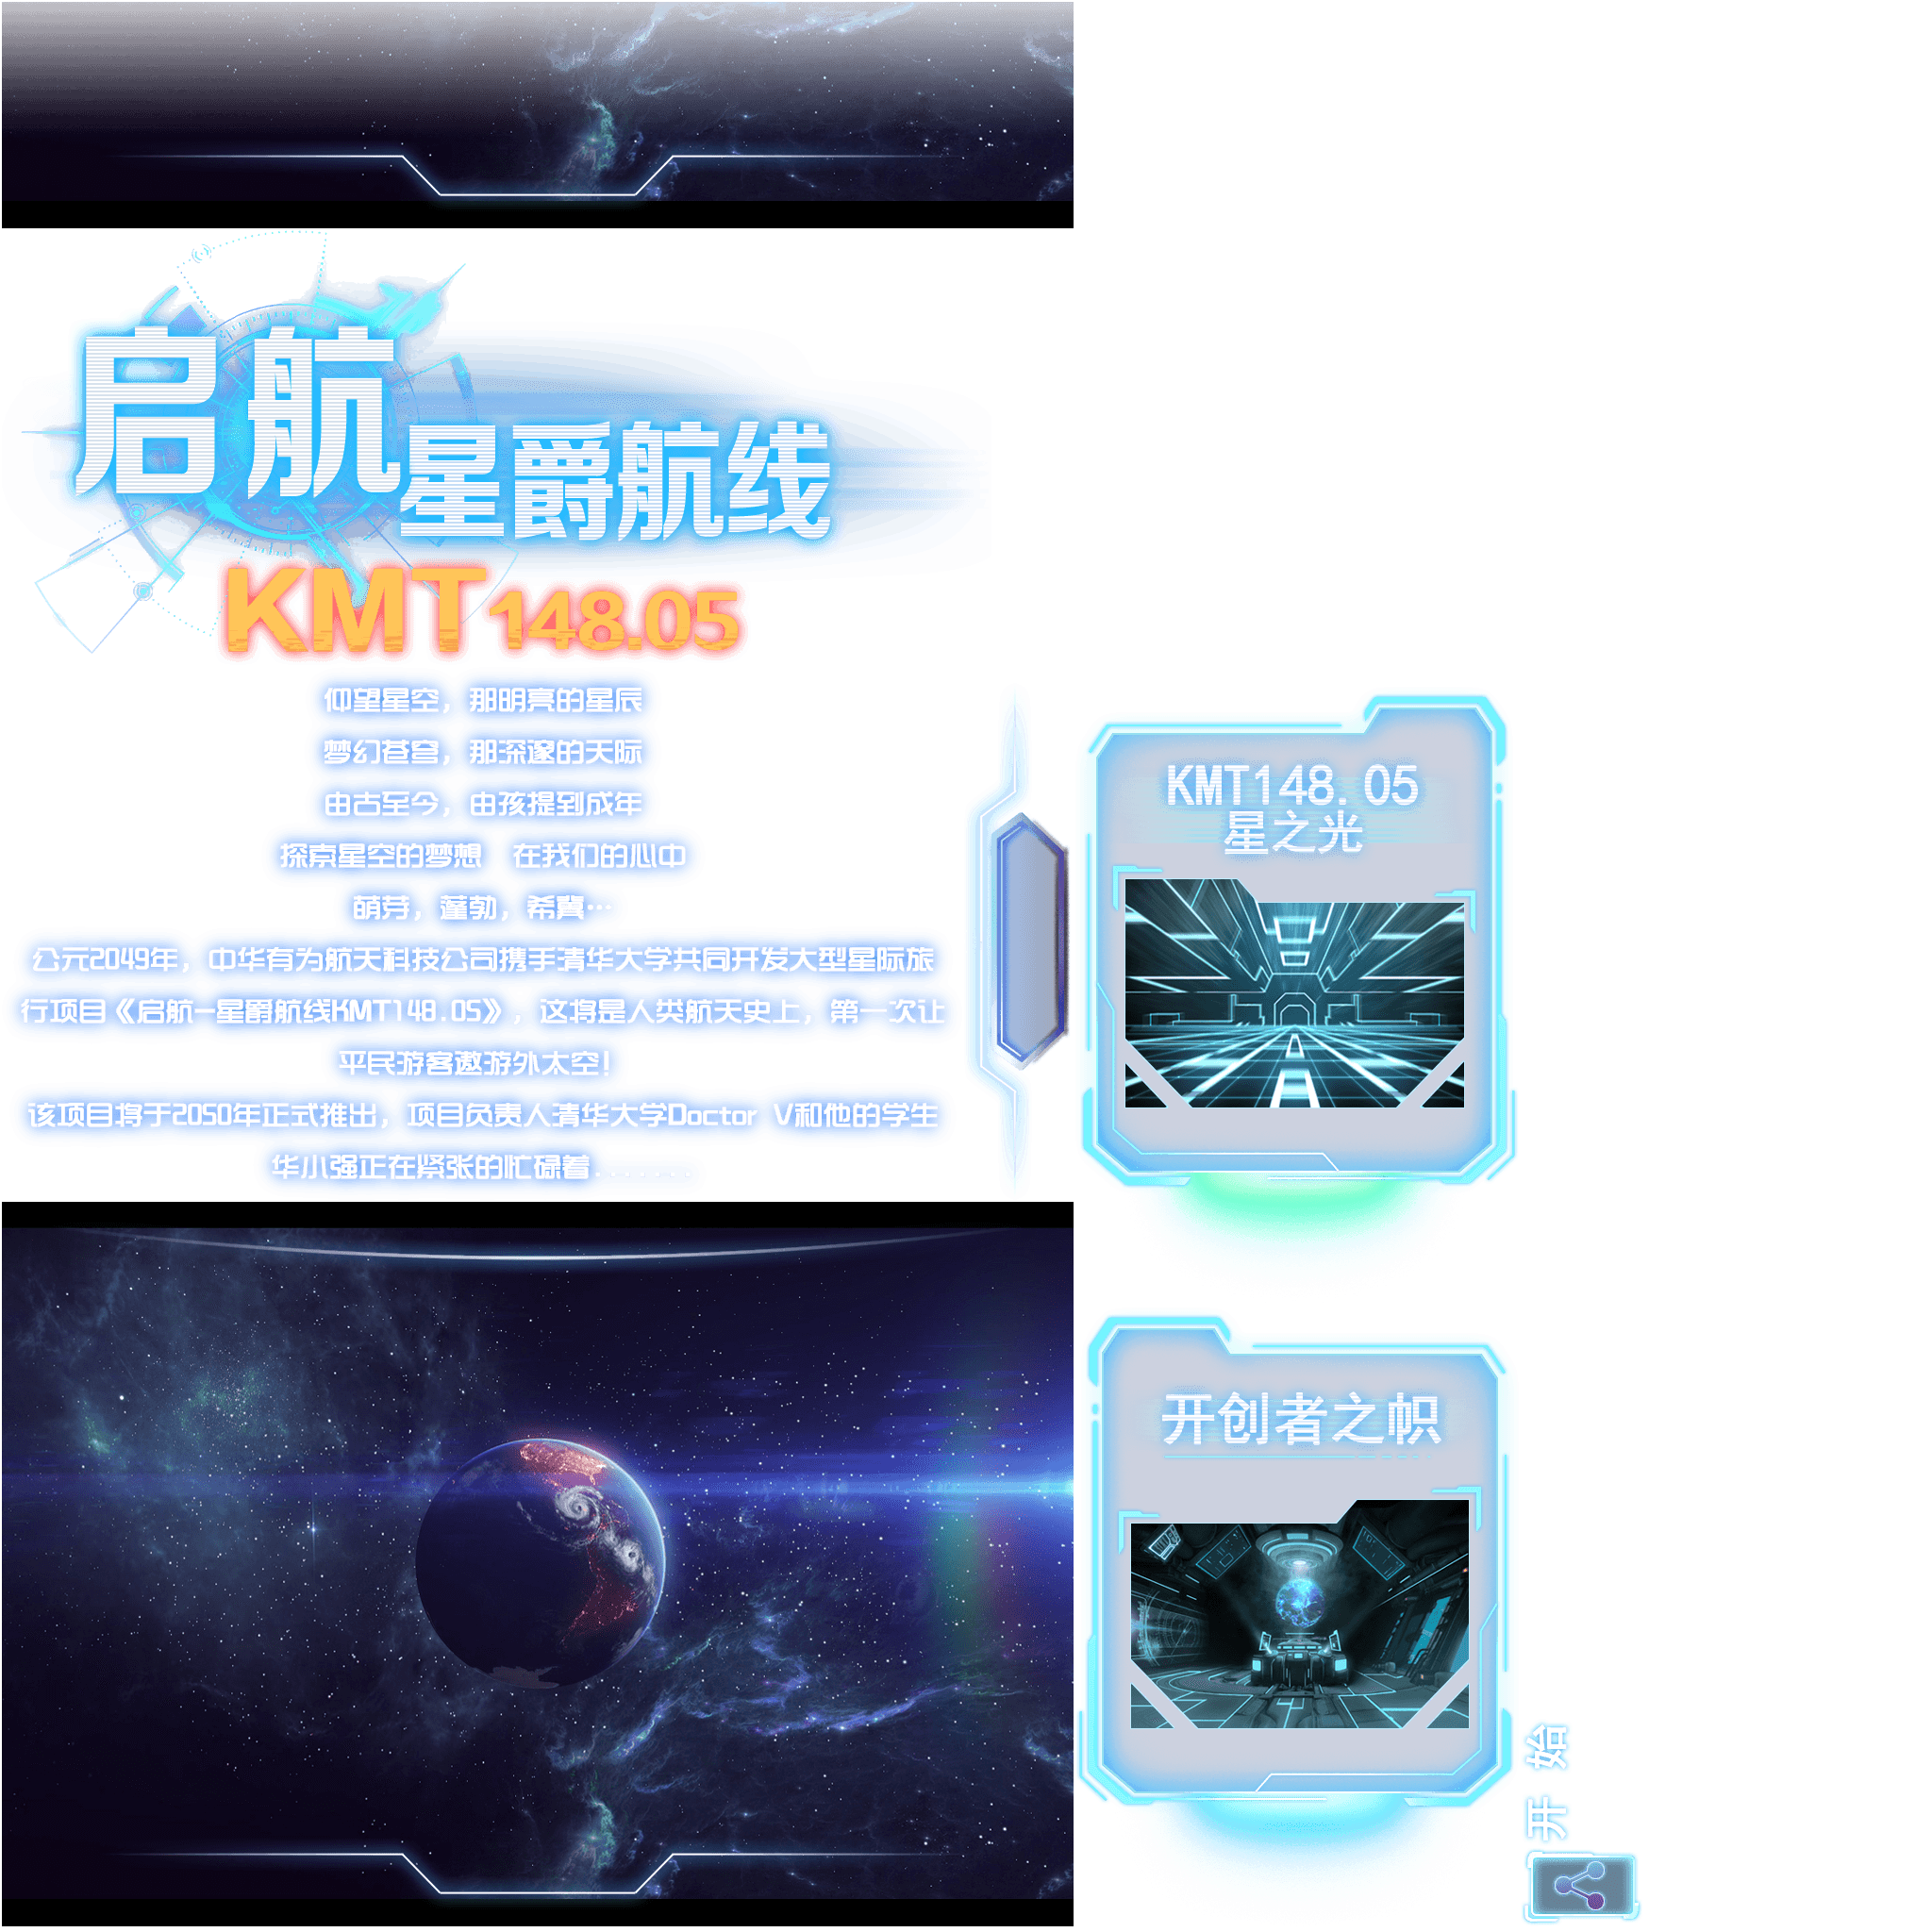 启航
星爵航线
KMT148.05
仰望星空，那明亮的星辰
梦幻苍穹，那深邃的天际
由古至今，由孩提到成年
探索星空的梦想　在我们的心中
萌芽，蓬勃，希冀…
公元2049年，中华有为航天科技公司携手清华大学共同开发大型星际旅
行项目《启航—星爵航线KMT148.05》，这将是人类航天史上，第一次让
平民游客遨游外太空！
该项目将于2050年正式推出，项目负责人清华大学Doctor V和他的学生
华小强正在紧张的忙碌着.......
KMT148.05
星之光
开创者之帜
开始